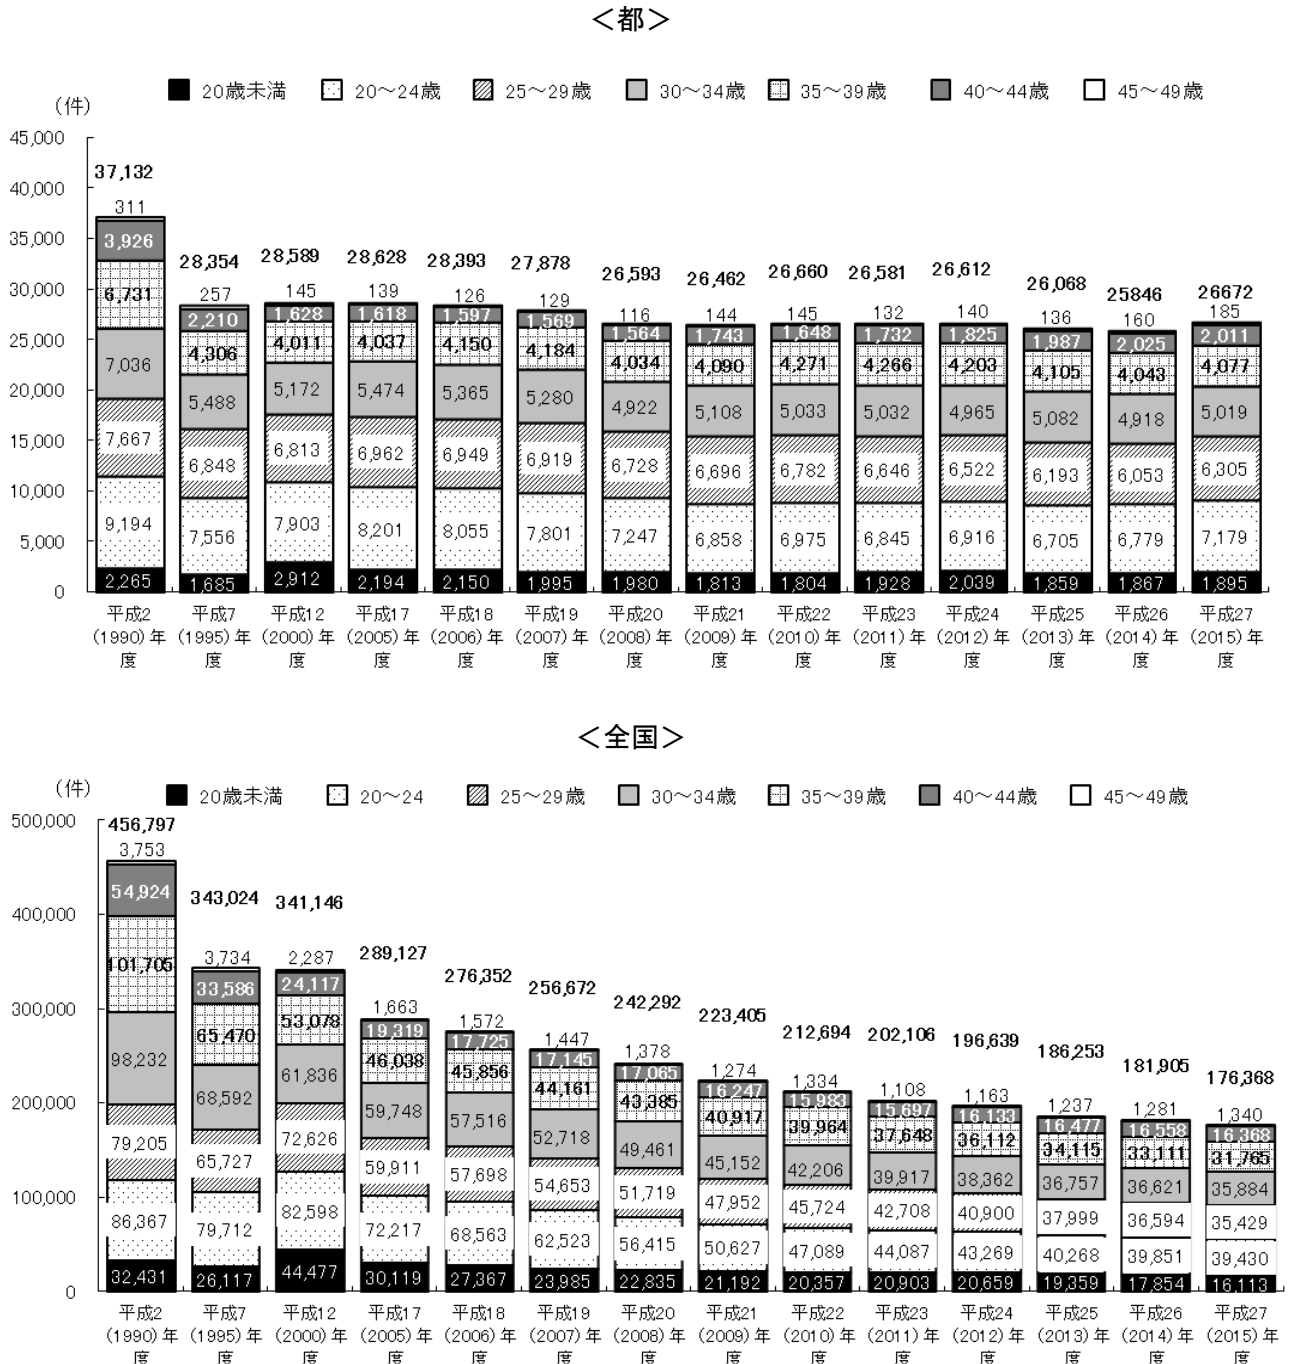 ＜都＞
20歳未満 20～24歳 25～29歳 30～34歳 35～39歳 40～44歳 45～49歳
（件）
45,000
40,000
35,000
30,000
25,000
20,000
15,000
10,000
5,000
0
37,132 28,354 28,589 28,628 28,393 27,878 26,593 26,462 26,660 26,581 26,612 26,068 25846 26672
311 257 145 139 126 129 116 144 145 132 140 136 160 185
3,926 2,210 1,628 1,618 1,597 1,569 1,564 1,743 1,648 1,732 1,825 1,987 2,025 2,011
6,731 4,306 4,011 4,037 4,150 4,184 4,034 4,090 4,271 4,266 4,203 4,105 4,043 4,077
7,036 5,488 5,172 5,474 5,365 5,280 4,922 5,108 5,033 5,032 4,965 5,082 4,918 5,019
7,667 6,848 6,813 6,962 6,949 6,919 6,728 6,696 6,782 6,646 6,522 6,193 6,053 6,305
9,194 7,556 7,903 8,201 8,055 7,801 7,247 6,858 6,975 6,845 6,916 6,705 6,779 7,179
2,265 1,685 2,912 2,194 2,150 1,995 1,980 1,813 1,804 1,928 2,039 1,859 1,867 1,895
平成2 平成7 平成12 平成17 平成18 平成19 平成20 平成21 平成22 平成23 平成24 平成25 平成26 平成27
（1990）年 （1995）年 （2000）年 （2005）年 （2006）年 （2007）年 （2008）年 （2009）年 （2010）年 （2011）年 （2012）年 （2013）年 （2014）年 （2015）年
度 度 度 度 度 度 度 度 度 度 度 度 度 度
＜全国＞
（件）
20歳未満 20～24 25～29歳 30～34歳 35～39歳 40～44歳 45～49歳
500,000
400,000
300,000
200,000
100,000
0
456,797 343,024 341,146 289,127 276,352 256,672 242,292 223,405 212,694 202,106 196,639 186,253 181,905 176,368
3,753 3,734 2,287 1,663 1,572 1,447 1,378 1,274 1,334 1,108 1,163 1,237 1,281 1,340
54,924 33,586 24,117 19,319 17,725 17,145 17,065 16,247 15,983 15,697 16,133 16,477 16,558 16,368
101,705 65,470 53,078 46,038 45,856 44,161 43,385 40,917 39,964 37,648 36,112 34,115 33,111 31,765
98,232 68,592 61,836 59,748 57,516 52,718 49,461 45,152 42,206 39,917 38,362 36,757 36,621 35,884
79,205 65,727 72,626 59,911 57,698 54,653 51,719 47,952 45,724 42,708 40,900 37,999 36,594 35,429
86,367 79,712 82,598 72,217 68,563 62,523 56,415 50,627 47,089 44,087 43,269 40,268 39,851 39,430
32,431 26,117 44,477 30,119 27,367 23,985 22,835 21,192 20,357 20,903 20,659 19,359 17,854 16,113
平成2 平成7 平成12 平成17 平成18 平成19 平成20 平成21 平成22 平成23 平成24 平成25 平成26 平成27
（1990）年 （1995）年 （2000）年 （2005）年 （2006）年 （2007）年 （2008）年 （2009）年 （2010）年 （2011）年 （2012）年 （2013）年 （2014）年 （2015）年
度 度 度 度 度 度 度 度 度 度 度 度 度 度